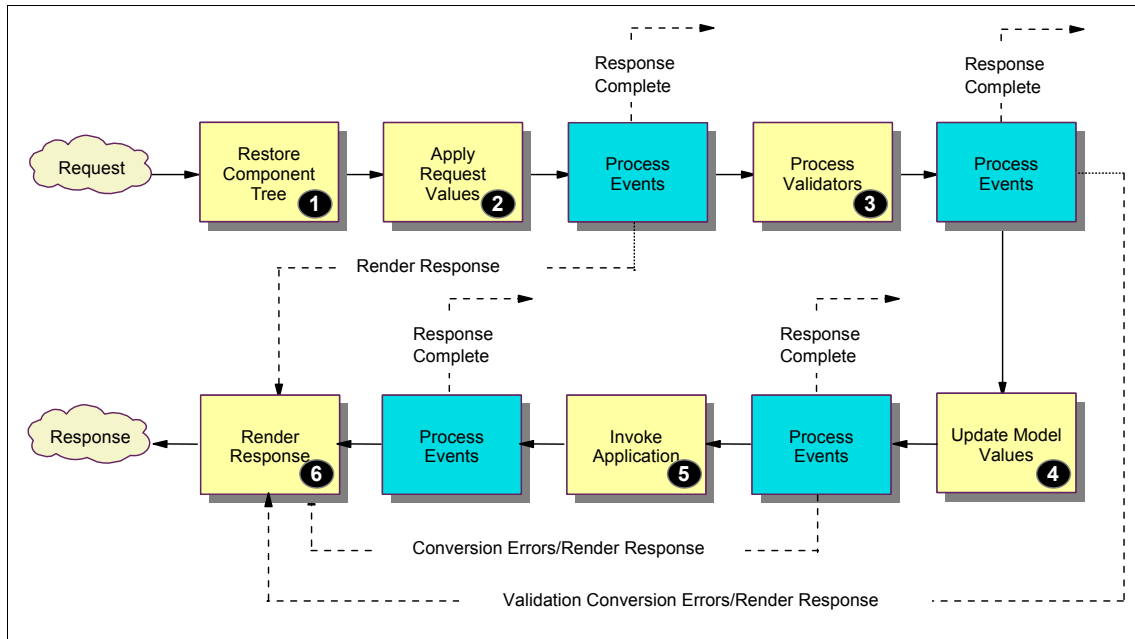 Response
Complete
Response
Complete
Request
Restore
Component
Tree
1
Apply
Request
Values
2
Process
Events
Process
Validators
3
Process
Events
Render Response
Response
Complete
Response
Complete
Response
Render
Response
6
Process
Events
Invoke
Application
5
Process
Events
Update Model
Values
4
Conversion Errors/Render Response
Validation Conversion Errors/Render Response